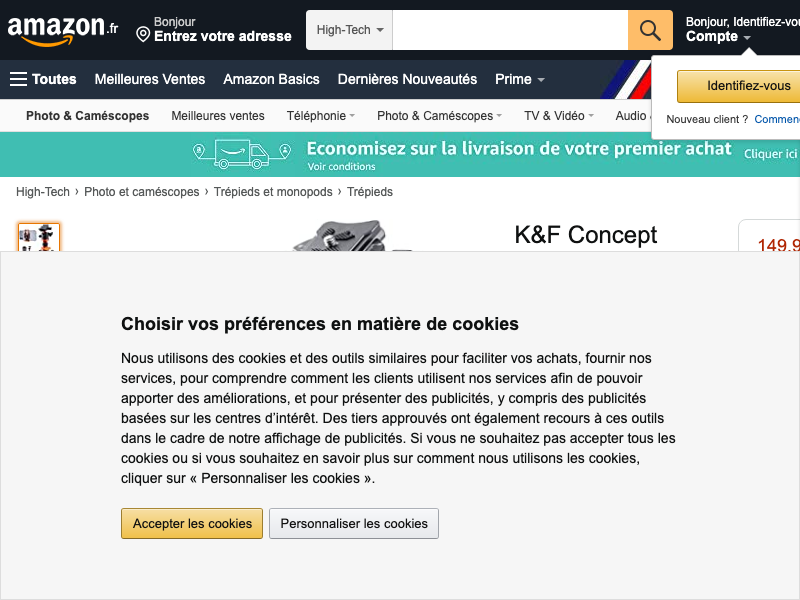 amazon.fr
Bonjour
Entrez votre adresse
High-Tech
Bonjour, Identifiez-vou
Compte
Toutes Meilleures Ventes Amazon Basics Dernières Nouveautés Prime
Identifiez-vous
Nouveau client ? Commenc
Photo & Caméscopes Meilleures ventes Téléphonie Photo & Caméscopes TV & Vidéo Audio
Economisez sur la livraison de votre premier achat
Voir conditions
Cliquer ici
High-Tech › Photo et caméscopes › Trépieds et monopods › Trépieds
K&F Concept
149,9
Choisir vos préférences en matière de cookies
Nous utilisons des cookies et des outils similaires pour faciliter vos achats, fournir nos
services, pour comprendre comment les clients utilisent nos services afin de pouvoir
apporter des améliorations, et pour présenter des publicités, y compris des publicités
basées sur les centres d’intérêt. Des tiers approuvés ont également recours à ces outils
dans le cadre de notre affichage de publicités. Si vous ne souhaitez pas accepter tous les
cookies ou si vous souhaitez en savoir plus sur comment nous utilisons les cookies,
cliquer sur « Personnaliser les cookies ».
Accepter les cookies
Personnaliser les cookies